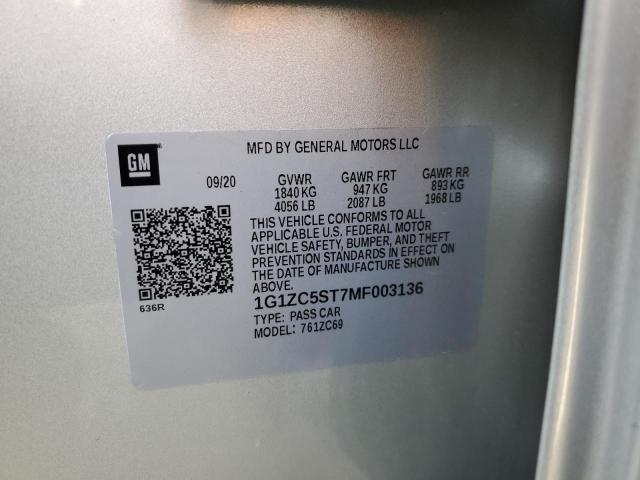 GM
MFD BY GENERAL MOTORS LLC
09/20 GVWR GAWR FRT GAWR RR
1840 KG 947 KG 893 KG
4056 LB 2087 LB 1968 LB
THIS VEHICLE CONFORMS TO ALL
APPLICABLE U.S. FEDERAL MOTOR
VEHICLE SAFETY, BUMPER, AND THEFT
PREVENTION STANDARDS IN EFFECT ON
THE DATE OF MANUFACTURE SHOWN
ABOVE.
636R
1G1ZC5ST7MF003136
TYPE: PASS CAR
MODEL: 761ZC69